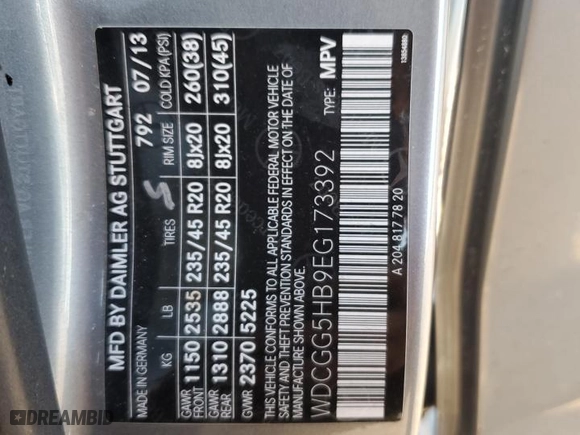 MFD BY DAIMLER AG STUTTGART
MADE IN GERMANY 792 07/13
KG LB TIRES RIM SIZE COLD KPA(PSI)
GAWR FRONT 1150 2535 235/45 R20 8Jx20 260(38)
GAWR REAR 1310 2888 235/45 R20 8Jx20 310(45)
GVWR 2370 5225
THIS VEHICLE CONFORMS TO ALL APPLICABLE FEDERAL MOTOR VEHICLE
SAFETY AND THEFT PREVENTION STANDARDS IN EFFECT ON THE DATE OF
MANUFACTURE.
WDCGG5HB9EG173392 TYPE: MPV
A 204 817 78 20
DREAMBID